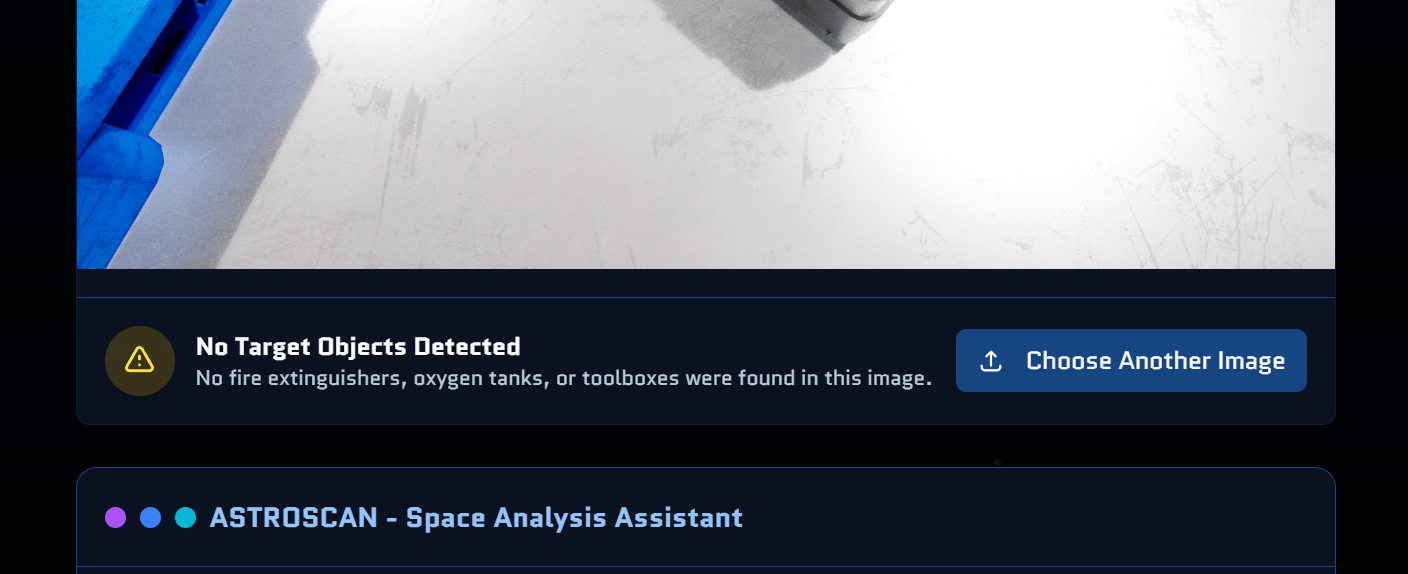 No Target Objects Detected
No fire extinguishers, oxygen tanks, or toolboxes were found in this image.
Choose Another Image
ASTROSCAN - Space Analysis Assistant